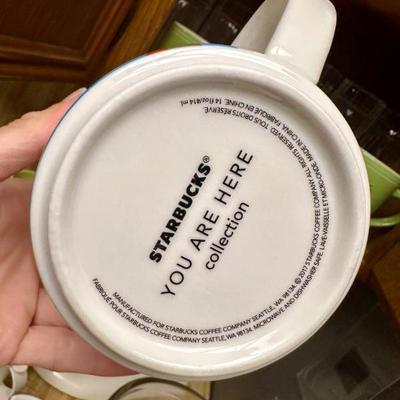 STARBUCKS®
YOU ARE HERE
collection
MANUFACTURED FOR STARBUCKS COFFEE COMPANY SEATTLE, WA 98134. MICROWAVE AND DISHWASHER SAFE. LAVE-VAISSELLE ET MICRO-ONDE.
FABRIQUÉ POUR STARBUCKS COFFEE COMPANY SEATTLE, WA 98134 © 2017 STARBUCKS COFFEE COMPANY ALL RIGHTS RESERVED. TOUS DROITS RÉSERVÉ.
MADE IN CHINA. FABRIQUÉ EN CHINE. 14 fl oz/414 mL